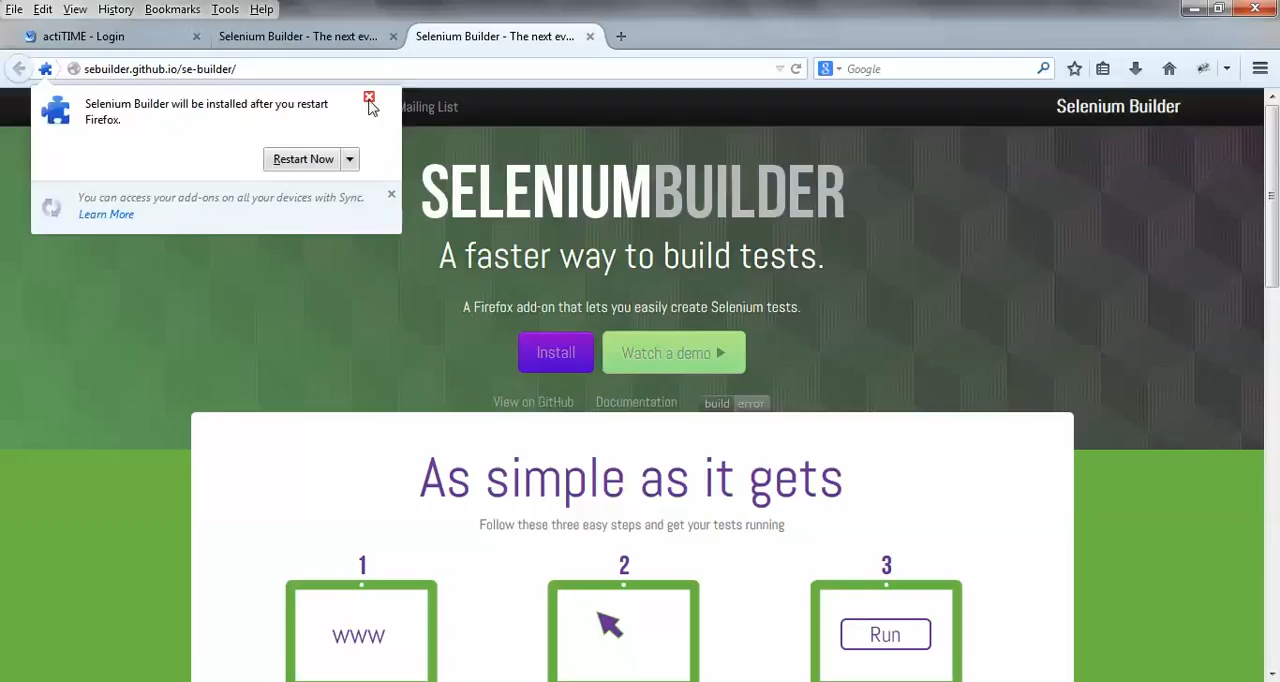 File Edit View History Bookmarks Tools Help
actiTIME - Login
Selenium Builder - The next ev...
Selenium Builder - The next ev...
sebuilder.github.io/se-builder/
Google
Selenium Builder will be installed after you restart
Firefox.
Restart Now
You can access your add-ons on all your devices with Sync.
Learn More
Mailing List
Selenium Builder
SELENIUMBUILDER
A faster way to build tests.
A Firefox add-on that lets you easily create Selenium tests.
Install
Watch a demo
View on GitHub
Documentation
build error
As simple as it gets
Follow these three easy steps and get your tests running
1
2
3
WWW
Run